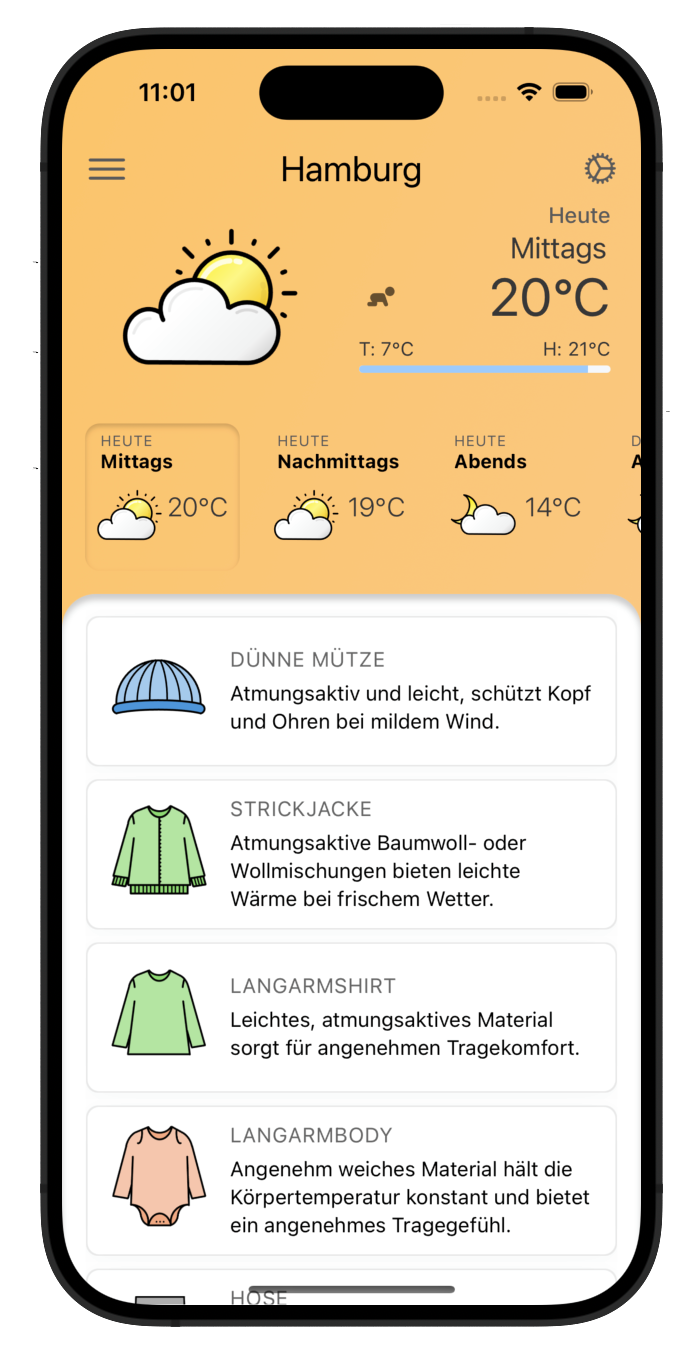 11:01
Hamburg
Heute
Mittags
20°C
T: 7°C H: 21°C
HEUTE
Mittags
20°C
HEUTE
Nachmittags
19°C
HEUTE
Abends
14°C
D
A
DÜNNE MÜTZE
Atmungsaktiv und leicht, schützt Kopf
und Ohren bei mildem Wind.
STRICKJACKE
Atmungsaktive Baumwoll- oder
Wollmischungen bieten leichte
Wärme bei frischem Wetter.
LANGARMSHIRT
Leichtes, atmungsaktives Material
sorgt für angenehmen Tragekomfort.
LANGARMBODY
Angenehm weiches Material hält die
Körpertemperatur konstant und bietet
ein angenehmes Tragegefühl.
HOSE